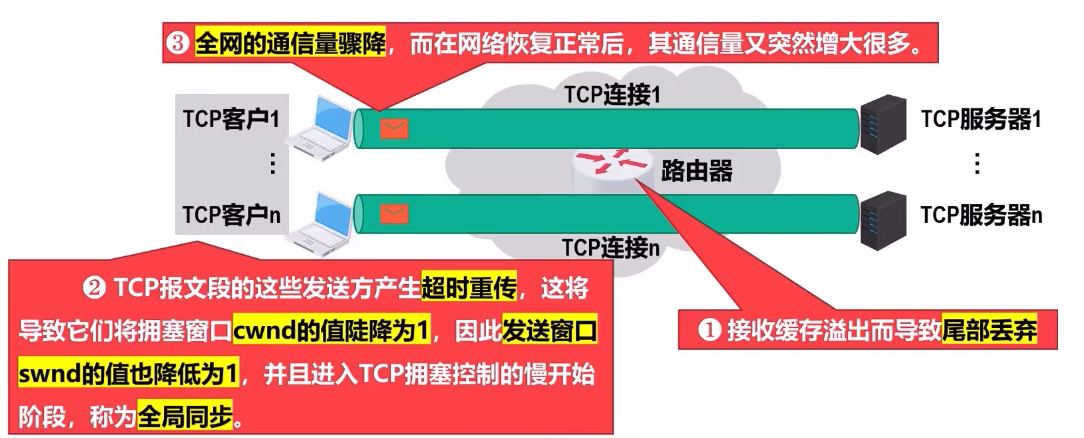 ❸ 全网的通信量骤降，而在网络恢复正常后，其通信量又突然增大很多。
TCP连接1
TCP客户1
TCP服务器1
⋮
路由器
⋮
TCP客户n
TCP服务器n
TCP连接n
❷ TCP报文段的这些发送方产生超时重传，这将
导致它们将拥塞窗口cwnd的值陡降为1，因此发送窗口
swnd的值也降低为1，并且进入TCP拥塞控制的慢开始
阶段，称为全局同步。
❶ 接收缓存溢出而导致尾部丢弃